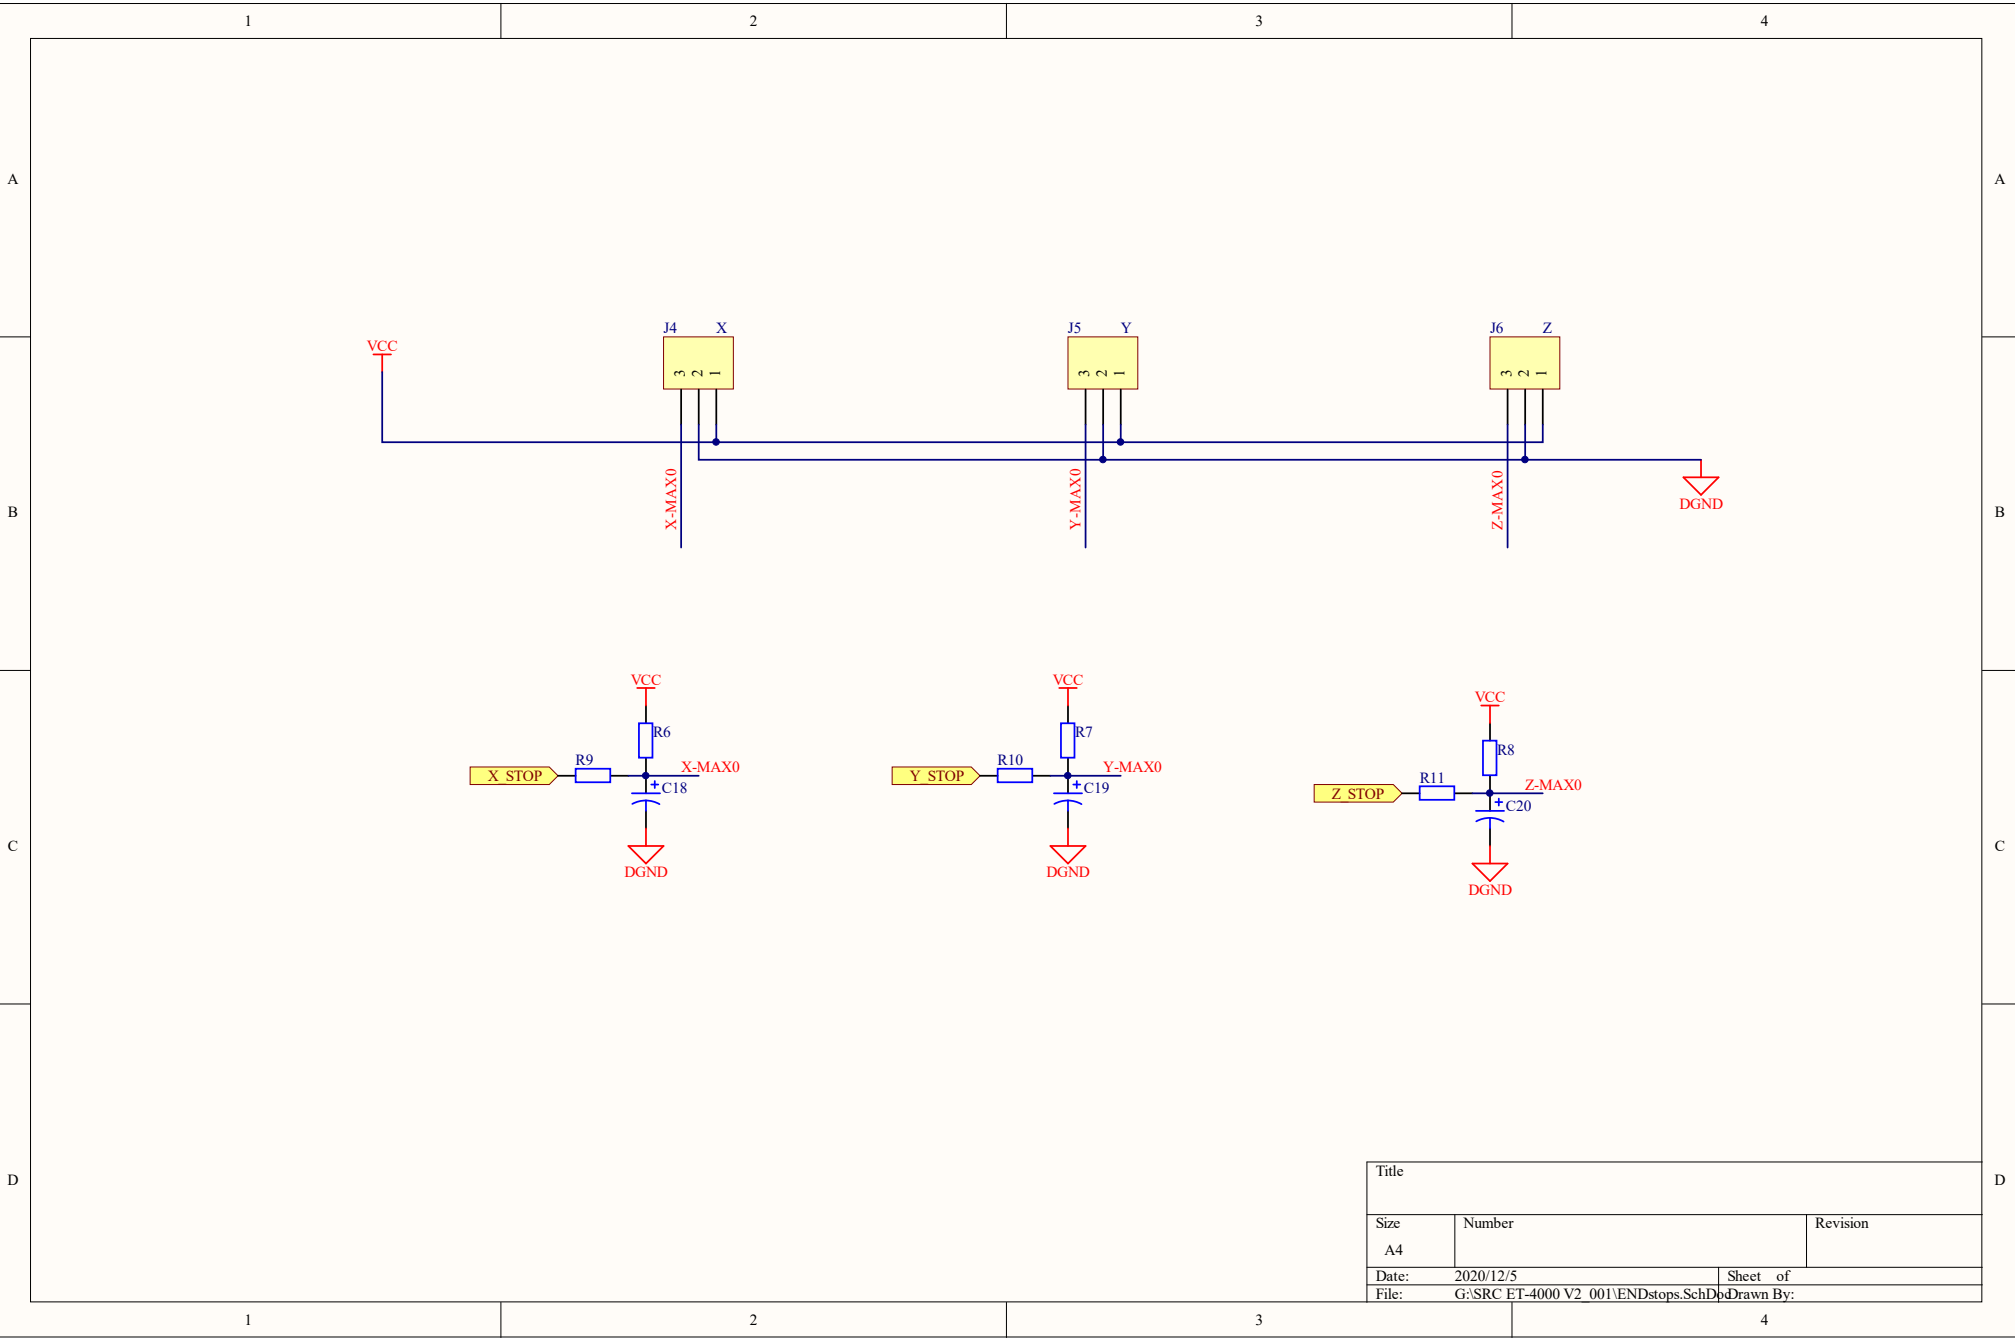 1 2 3 4
A A
J4 X J5 Y J6 Z
VCC
3 2 1 3 2 1 3 2 1
X-MAX0 Y-MAX0 Z-MAX0
DGND
B B
VCC VCC VCC
R6 R7 R8
R9 R10 R11
X_STOP X-MAX0 Y_STOP Y-MAX0 Z_STOP Z-MAX0
+ C18 + C19 + C20
DGND DGND DGND
C C
D D
Title
Size Number Revision
A4
Date: 2020/12/5 Sheet of
File: G:\SRC ET-4000 V2_001\ENDstops.SchDoc Drawn By:
1 2 3 4